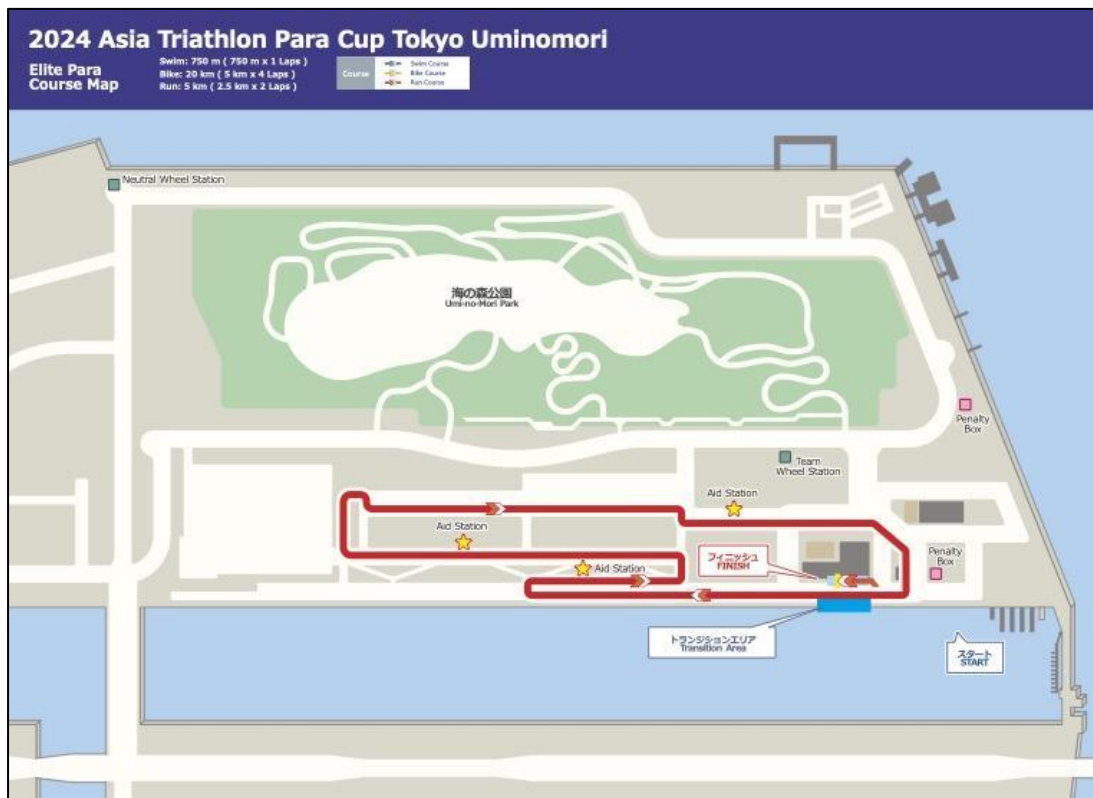 2024 Asia Triathlon Para Cup Tokyo Uminomori
Elite Para
Course Map
Swim: 750 m ( 750 m x 1 Laps )
Bike: 20 km ( 5 km x 4 Laps )
Run: 5 km ( 2.5 km x 2 Laps )
Course
Swim Course
Bike Course
Run Course
Neutral Wheel Station
海の森公園
Umi-no-Mori Park
Penalty
Box
Team
Wheel Station
Aid Station
Aid Station
Aid Station
フィニッシュ
FINISH
Penalty
Box
トランジションエリア
Transition Area
スタート
START